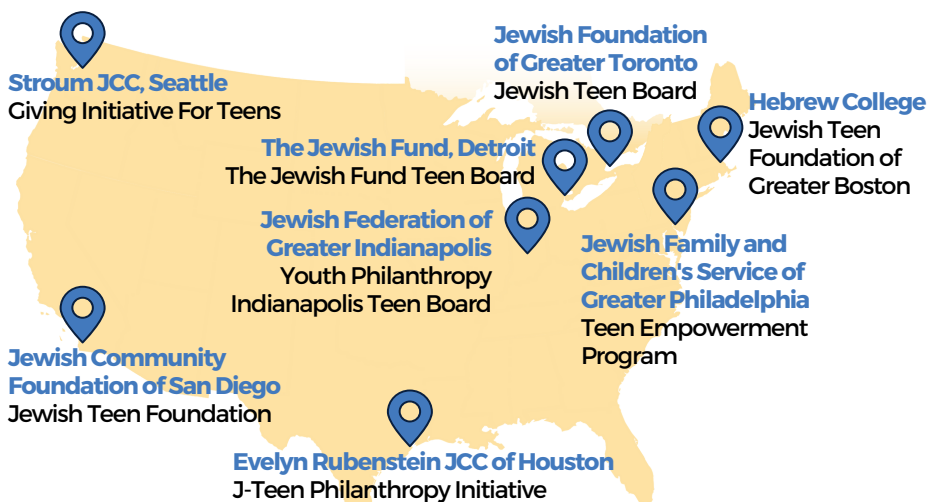 Stroum JCC, Seattle
Giving Initiative For Teens
Jewish Foundation
of Greater Toronto
Jewish Teen Board
Hebrew College
Jewish Teen
Foundation of
Greater Boston
The Jewish Fund, Detroit
The Jewish Fund Teen Board
Jewish Federation of
Greater Indianapolis
Youth Philanthropy
Indianapolis Teen Board
Jewish Family and
Children's Service of
Greater Philadelphia
Teen Empowerment
Program
Jewish Community
Foundation of San Diego
Jewish Teen Foundation
Evelyn Rubenstein JCC of Houston
J-Teen Philanthropy Initiative